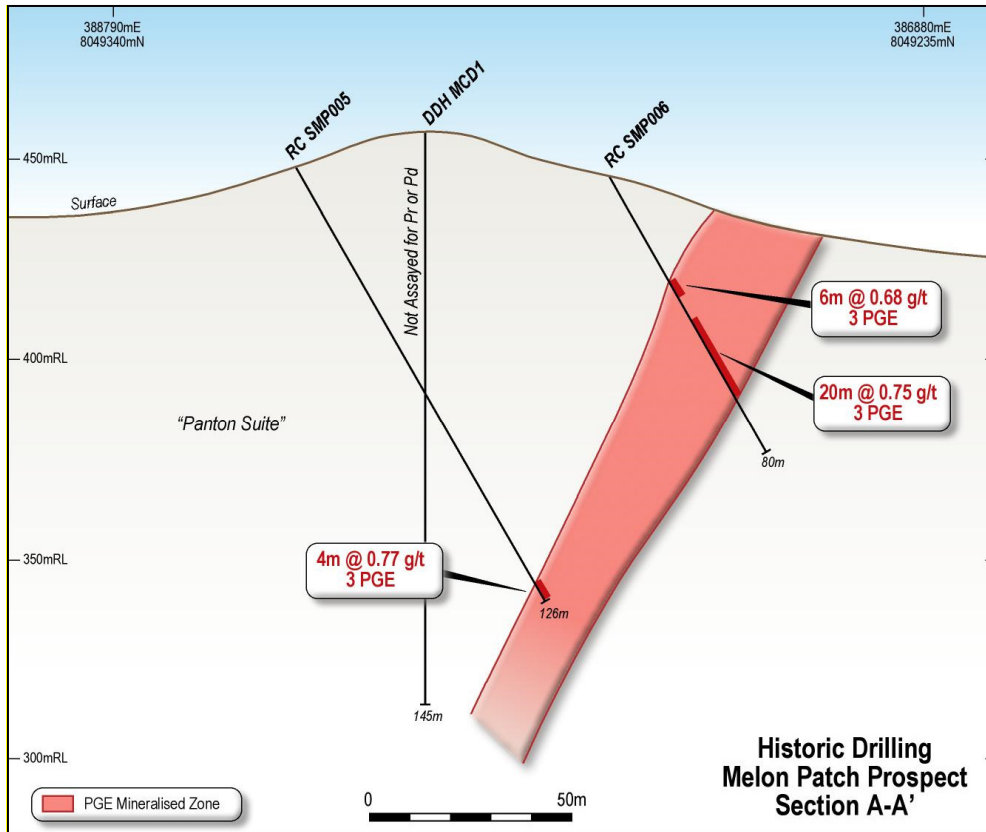 388790mE
8049340mN
386880mE
8049235mN
RC SMP005
DDH MCD1
RC SMP006
450mRL
Surface
Not Assayed for Pr or Pd
6m @ 0.68 g/t
3 PGE
400mRL
20m @ 0.75 g/t
3 PGE
"Panton Suite"
80m
350mRL
4m @ 0.77 g/t
3 PGE
126m
145m
300mRL
Historic Drilling
Melon Patch Prospect
Section A-A'
PGE Mineralised Zone
0
50m